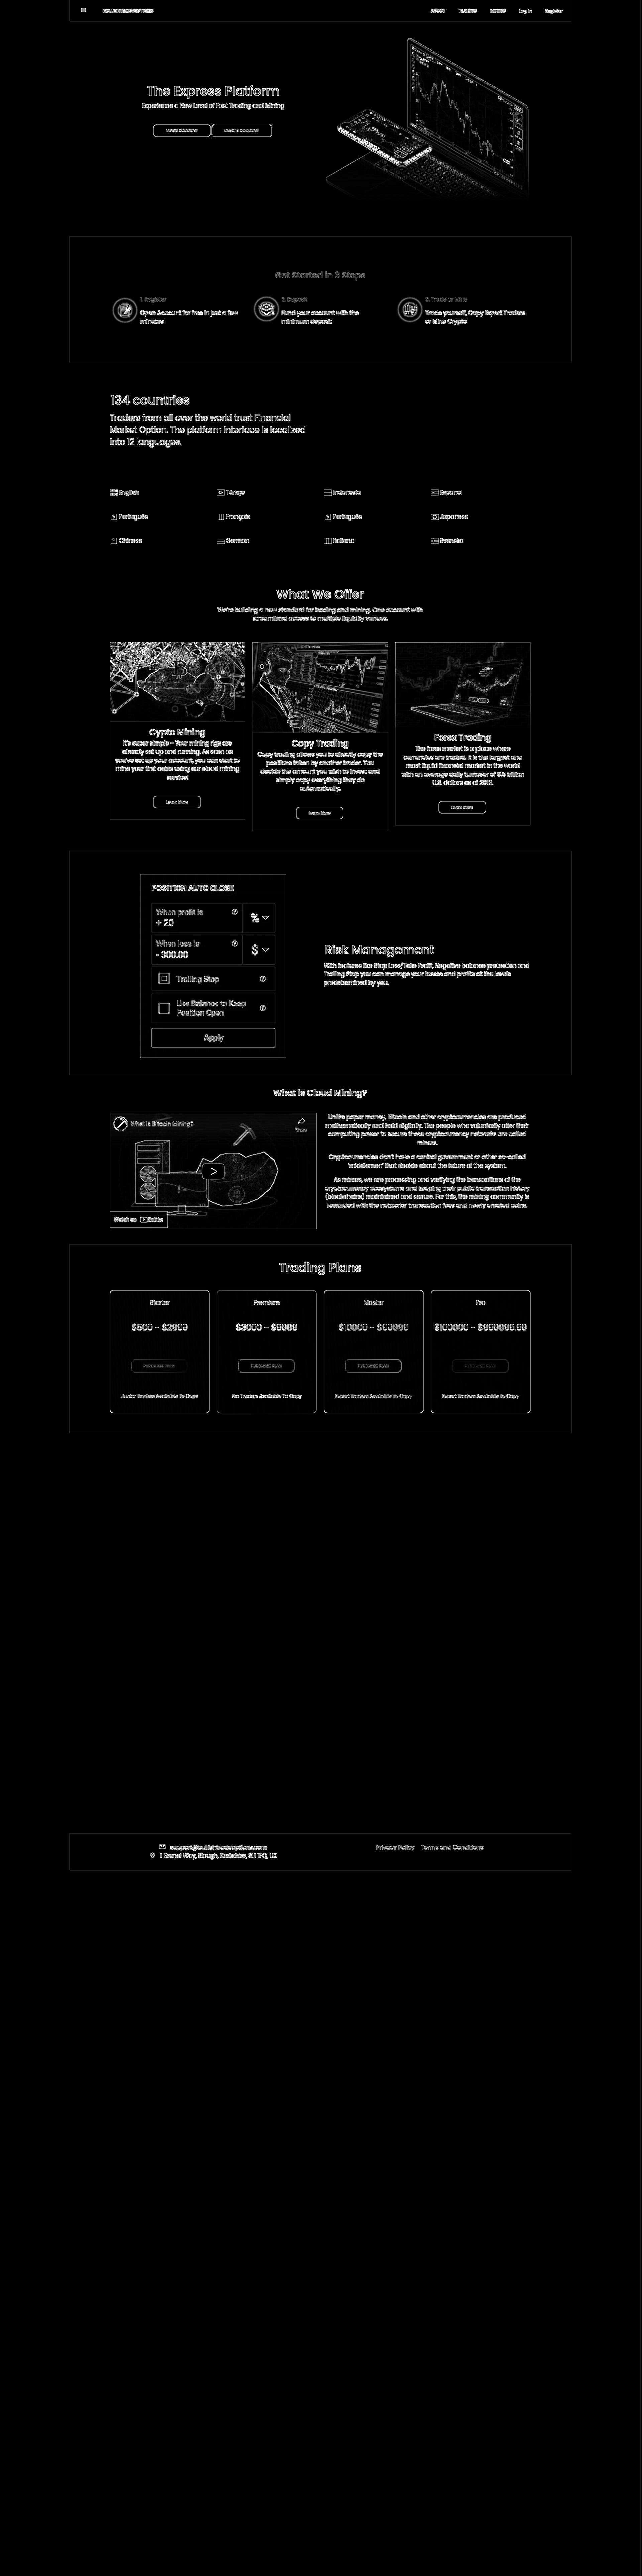 ABOUT TRADING MINING Log In Register
The Express Platform
Experience a New Level of Fast Trading and Mining
LOGIN ACCOUNT CREATE ACCOUNT
Get Started in 3 Steps
1. Register
Open Account for free in just a few
minutes
2. Deposit
Fund your account with the
minimum deposit
3. Trade or Mine
Trade yourself, Copy Expert Traders
or Mine Crypto
134 countries
Traders from all over the world trust Financial
Market Option. The platform interface is localized
into 12 languages.
English Türkçe Indonesia Espanol
Português Français Português Japanese
Chinese German Italiano Svenska
What We Offer
We're building a new standard for trading and mining. One account with
streamlined access to multiple liquidity venues.
Cypto Mining
It's super simple - Your mining rigs are
already set up and running. As soon as
you've set up your account, you can start to
mine your first coins using our cloud mining
service!
Learn More
Copy Trading
Copy trading allows you to directly copy the
positions taken by another trader. You
decide the amount you wish to invest and
simply copy everything they do
automatically.
Learn More
Forex Trading
The forex market is a place where
currencies are traded. It is the largest and
most liquid financial market in the world
with an average daily turnover of 6.6 trillion
U.S. dollars as of 2019.
Learn More
POSITION AUTO CLOSE
When profit is
+ 20 %
When loss is
- 300.00 $
Trailing Stop
Use Balance to Keep
Position Open
Apply
Risk Management
With features like Stop Loss/Take Profit, Negative balance protection and
Trailing Stop you can manage your losses and profits at the levels
predetermined by you.
What is Cloud Mining?
What is Bitcoin Mining?
Share
Watch on YouTube
Unlike paper money, Bitcoin and other cryptocurrencies are produced
mathematically and held digitally. The people who voluntarily offer their
computing power to secure these cryptocurrency networks are called
miners.
Cryptocurrencies don't have a central government or other so-called
'middlemen' that decide about the future of the system.
As miners, we are processing and verifying the transactions of the
cryptocurrency ecosystems and keeping their public transaction history
(blockchains) maintained and secure. For this, the mining community is
rewarded with the networks' transaction fees and newly created coins.
Trading Plans
Starter
$500 - $2999
PURCHASE PLAN
Junior Traders Available To Copy
Premium
$3000 - $9999
PURCHASE PLAN
Pro Traders Available To Copy
Master
$10000 - $99999
PURCHASE PLAN
Expert Traders Available To Copy
Pro
$100000 - $999999.99
PURCHASE PLAN
Expert Traders Available To Copy
support@bullishtradeoptions.com
1 Brunel Way, Slough, Berkshire, SL1 1FQ, UK
Privacy Policy Terms and Conditions